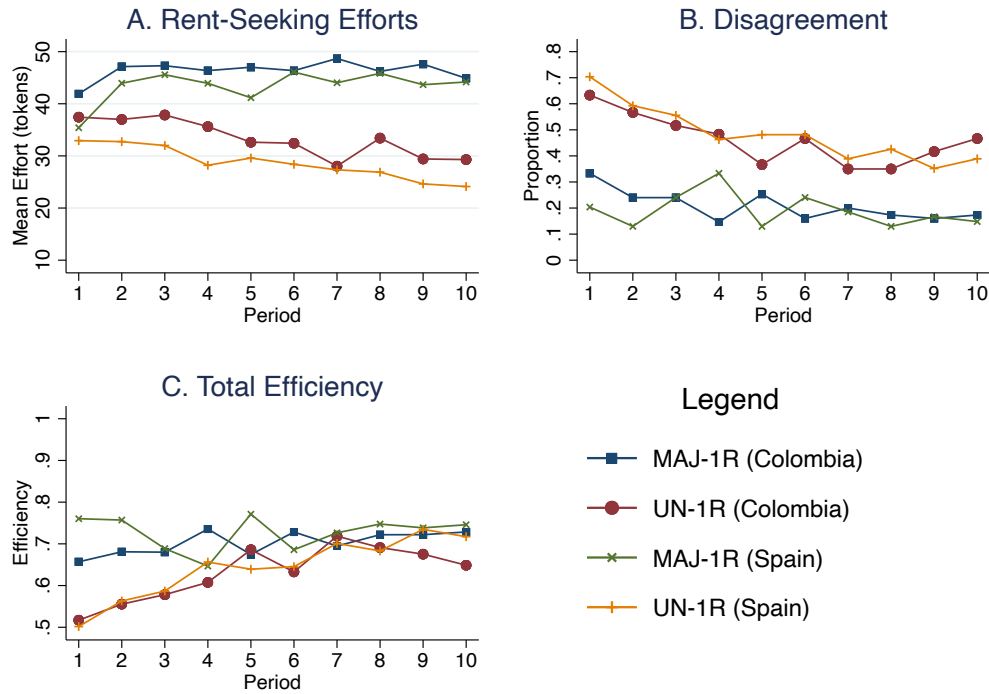 A. Rent-Seeking Efforts
Mean Effort (tokens)
50
40
30
20
10
1 2 3 4 5 6 7 8 9 10
Period
B. Disagreement
Proportion
.8
.7
.6
.5
.4
.3
.2
.1
0
1 2 3 4 5 6 7 8 9 10
Period
C. Total Efficiency
Efficiency
1
.9
.8
.7
.6
.5
1 2 3 4 5 6 7 8 9 10
Period
Legend
MAJ-1R (Colombia)
UN-1R (Colombia)
MAJ-1R (Spain)
UN-1R (Spain)